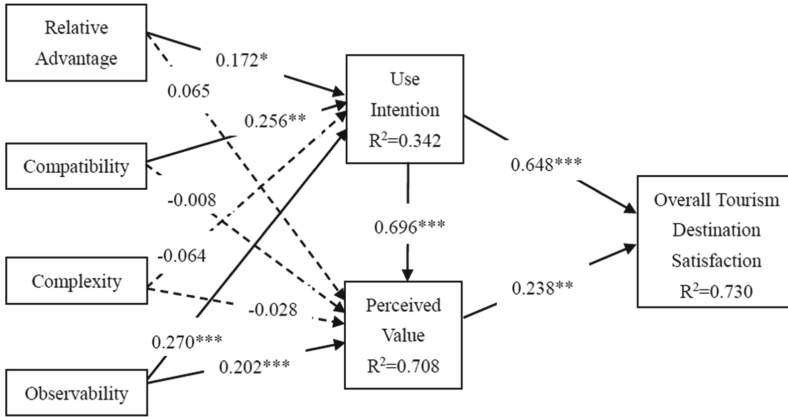 Relative
Advantage
0.172*
0.065
Use
Intention
R²=0.342
0.256**
Compatibility
0.648***
-0.008
Overall Tourism
Destination
Satisfaction
R²=0.730
0.696***
-0.064
Complexity
0.238**
-0.028
Perceived
Value
R²=0.708
0.270***
0.202***
Observability